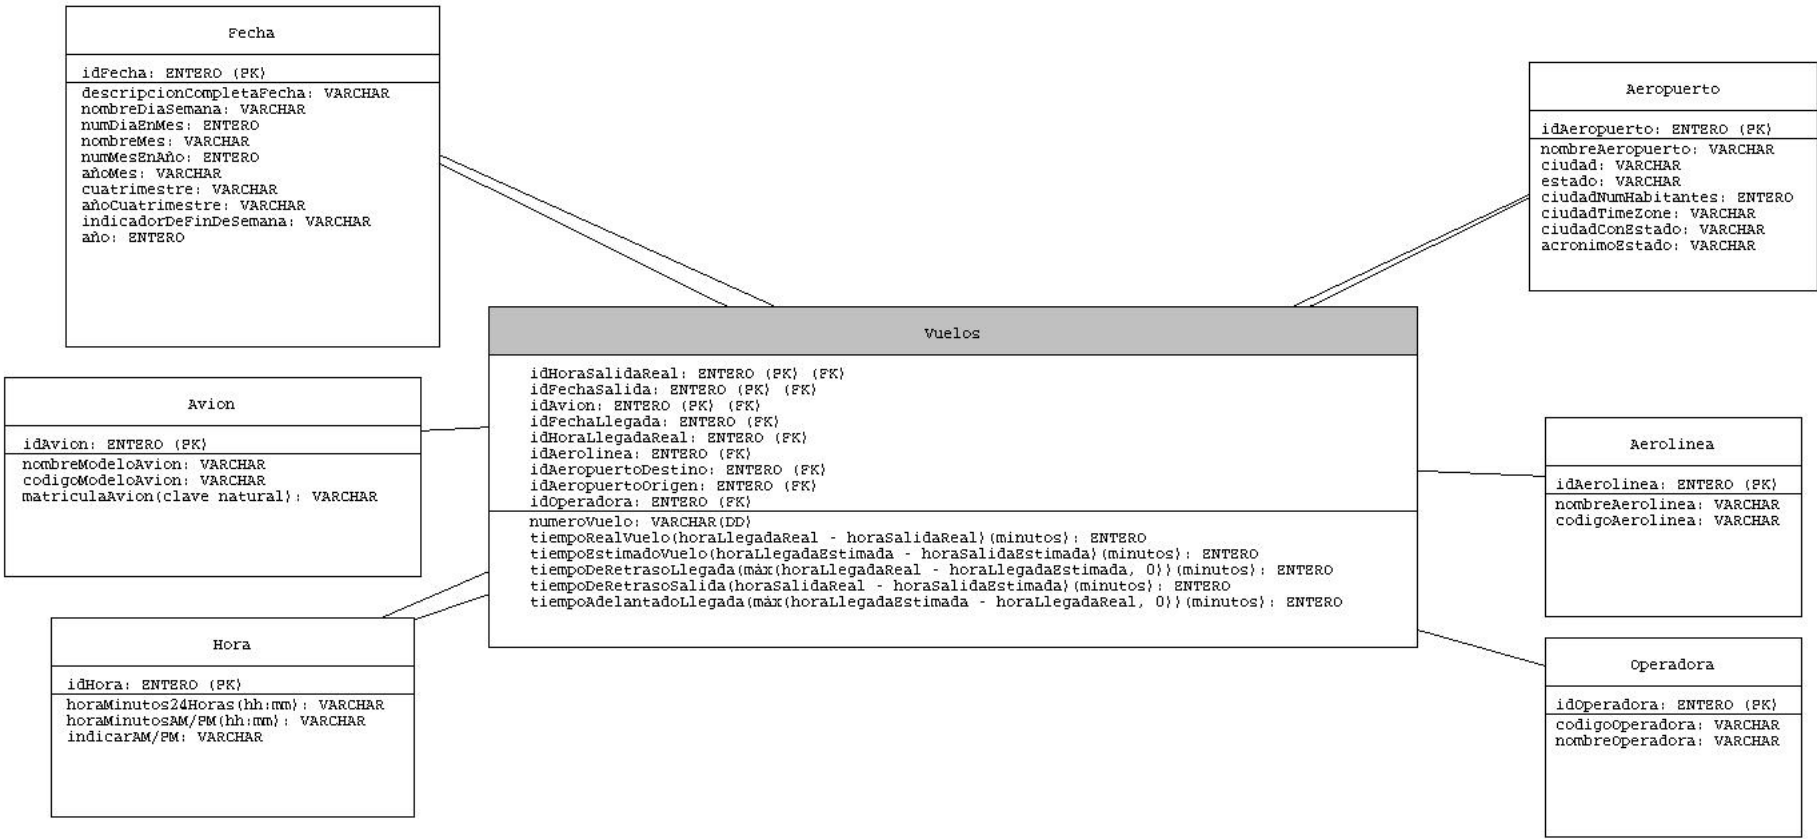 Fecha
idFecha: ENTERO (PK)
descripcionCompletaFecha: VARCHAR
nombreDiaSemana: VARCHAR
numDiaEnMes: ENTERO
nombreMes: VARCHAR
numMesEnAño: ENTERO
añoMes: VARCHAR
cuatrimestre: VARCHAR
añoCuatrimestre: VARCHAR
indicadorDeFinDeSemana: VARCHAR
año: ENTERO
Aeropuerto
idAeropuerto: ENTERO (PK)
nombreAeropuerto: VARCHAR
ciudad: VARCHAR
estado: VARCHAR
ciudadNumHabitantes: ENTERO
ciudadTimeZone: VARCHAR
ciudadConEstado: VARCHAR
acronimoEstado: VARCHAR
Vuelos
idHoraSalidaReal: ENTERO (PK) (FK)
idFechaSalida: ENTERO (PK) (FK)
idAvion: ENTERO (PK) (FK)
idFechaLlegada: ENTERO (FK)
idHoraLlegadaReal: ENTERO (FK)
idAerolinea: ENTERO (FK)
idAeropuertoDestino: ENTERO (FK)
idAeropuertoOrigen: ENTERO (FK)
idOperadora: ENTERO (FK)
numeroVuelo: VARCHAR(DD)
tiempoRealVuelo(horaLlegadaReal - horaSalidaReal)(minutos): ENTERO
tiempoEstimadoVuelo(horaLlegadaEstimada - horaSalidaEstimada)(minutos): ENTERO
tiempoDeRetrasoLlegada(máx(horaLlegadaReal - horaLlegadaEstimada, 0))(minutos): ENTERO
tiempoDeRetrasoSalida(horaSalidaReal - horaSalidaEstimada)(minutos): ENTERO
tiempoAdelantadoLlegada(máx(horaLlegadaEstimada - horaLlegadaReal, 0))(minutos): ENTERO
Avion
idAvion: ENTERO (PK)
nombreModeloAvion: VARCHAR
codigoModeloAvion: VARCHAR
matriculaAvion(clave natural): VARCHAR
Aerolinea
idAerolinea: ENTERO (PK)
nombreAerolinea: VARCHAR
codigoAerolinea: VARCHAR
Hora
idHora: ENTERO (PK)
horaMinutos24Horas(hh:mm): VARCHAR
horaMinutosAM/PM(hh:mm): VARCHAR
indicarAM/PM: VARCHAR
Operadora
idOperadora: ENTERO (PK)
codigoOperadora: VARCHAR
nombreOperadora: VARCHAR